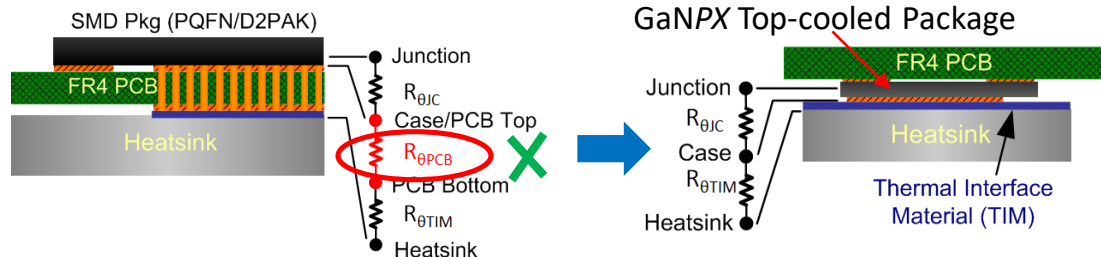 SMD Pkg (PQFN/D2PAK)
FR4 PCB
Heatsink
Junction
RθJC
Case/PCB Top
RθPCB
PCB Bottom
RθTIM
Heatsink
X
GaNPX Top-cooled Package
FR4 PCB
Junction
RθJC
Case
RθTIM
Heatsink
Heatsink
Thermal Interface
Material (TIM)